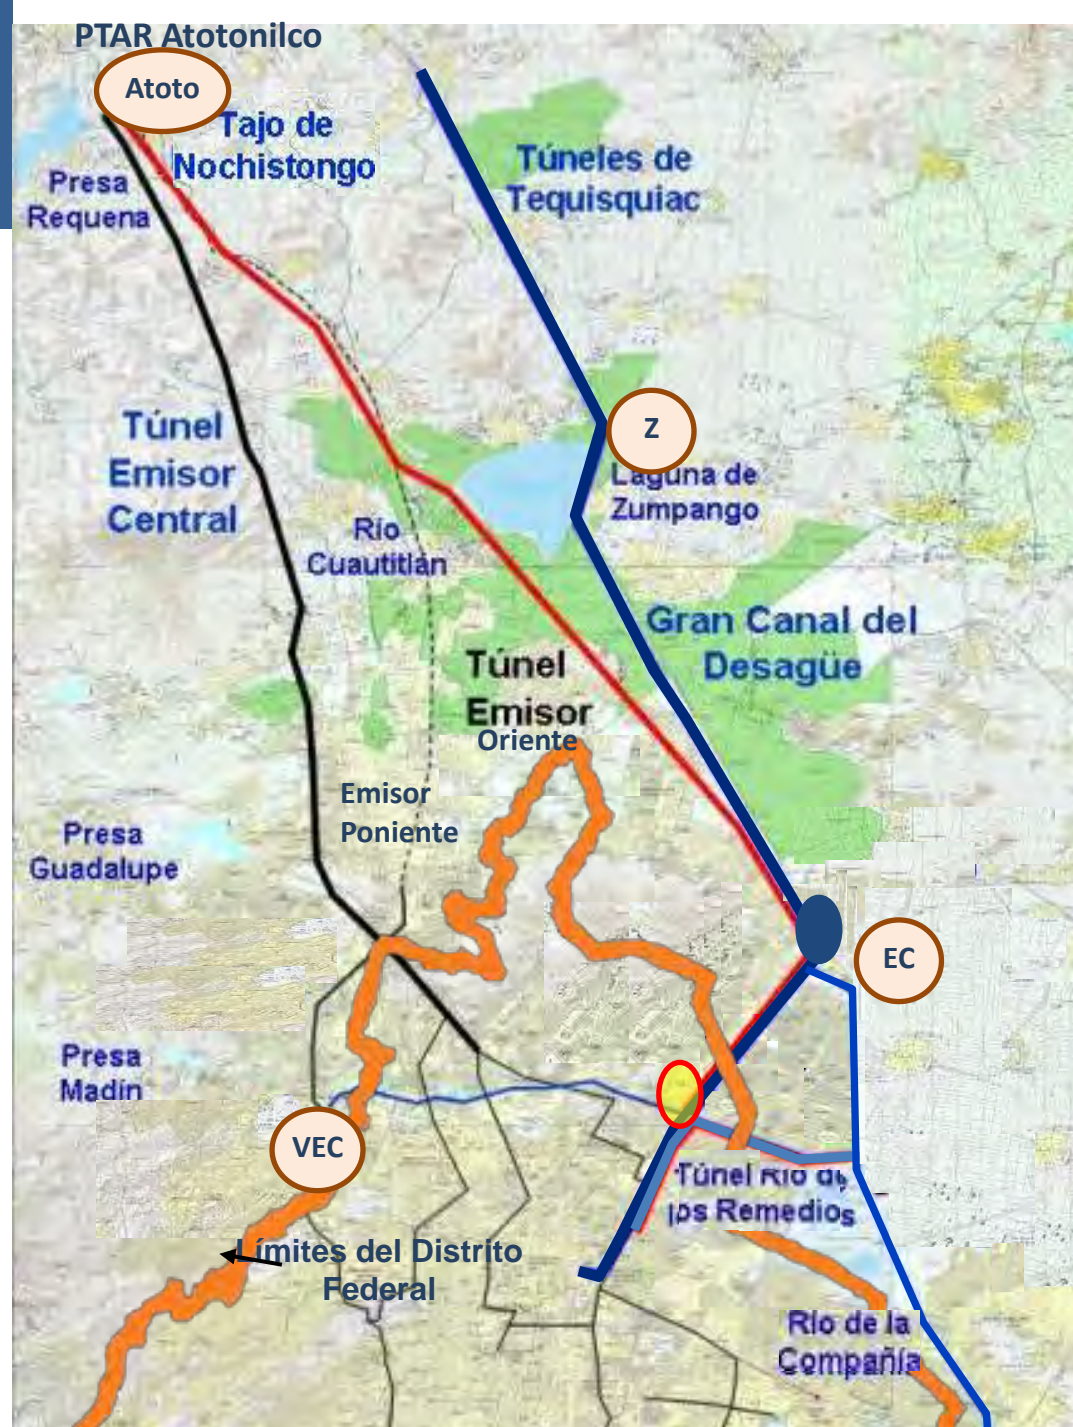 PTAR Atotonilco
Atoto
Tajo de
Nochistongo
Presa
Requena
Túneles de
Tequisquiac
Túnel
Emisor
Central
Z
Laguna de
Zumpango
Río
Cuautitlán
Gran Canal del
Desagüe
Túnel
Emisor
Oriente
Emisor
Poniente
Presa
Guadalupe
EC
Presa
Madín
VEC
Túnel Río de
los Remedios
Límites del Distrito
Federal
Río de la
Compañía